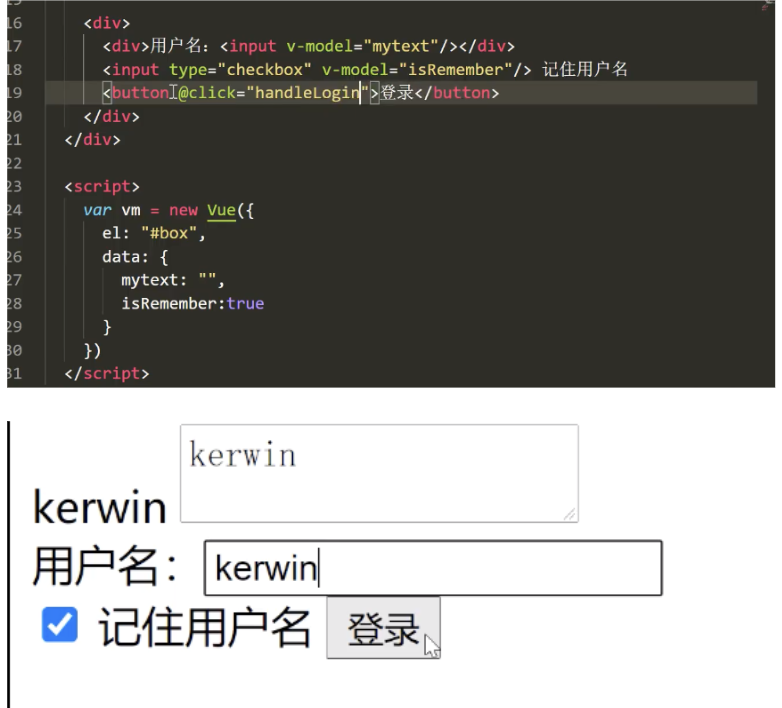 16 <div>
17 <div>用户名：<input v-model="mytext"/></div>
18 <input type="checkbox" v-model="isRemember"/> 记住用户名
19 <button @click="handleLogin">登录</button>
20 </div>
21 </div>
22
23 <script>
24 var vm = new Vue({
25 el: "#box",
26 data: {
27 mytext: "",
28 isRemember:true
29 }
30 })
31 </script>
kerwin
kerwin
用户名： kerwin
记住用户名 登录